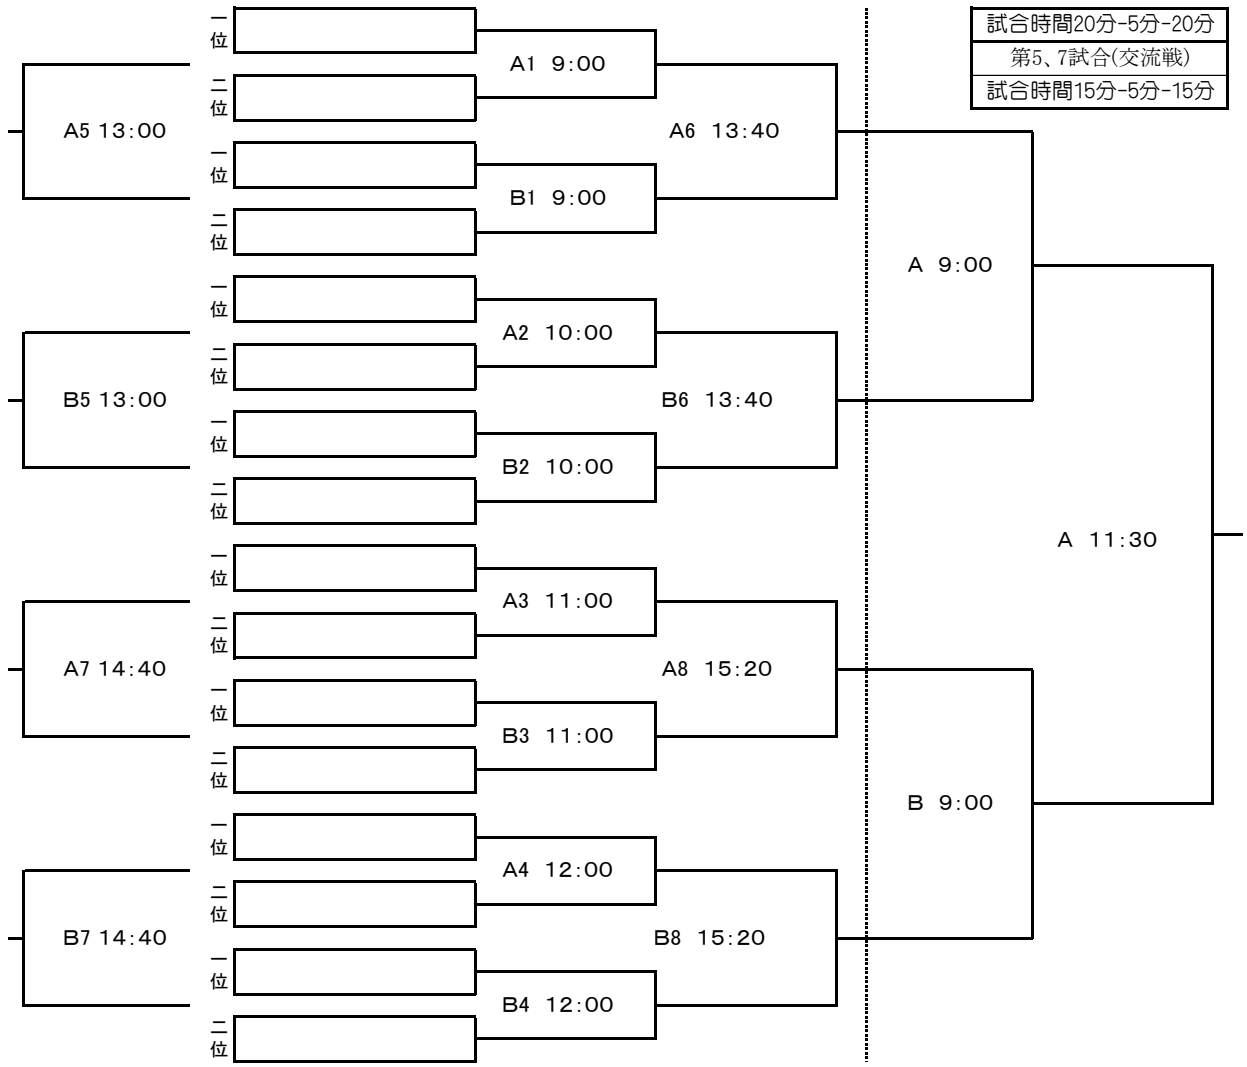 試合時間20分-5分-20分
第5、7試合(交流戦)
試合時間15分-5分-15分
一位
二位
一位
二位
一位
二位
一位
二位
一位
二位
一位
二位
一位
二位
一位
二位
A5 13:00
B5 13:00
A7 14:40
B7 14:40
A1 9:00
B1 9:00
A2 10:00
B2 10:00
A3 11:00
B3 11:00
A4 12:00
B4 12:00
A6 13:40
B6 13:40
A8 15:20
B8 15:20
A 9:00
B 9:00
A 11:30